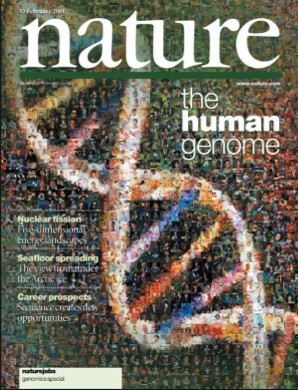 15 February 2001
nature
www.nature.com
the
human
genome
Nuclear fission
Five-dimensional
energy landscapes
Seafloor spreading
The view from under
the Arctic ice
Career prospects
Sequence creates new
opportunities
naturejobs
genomics special